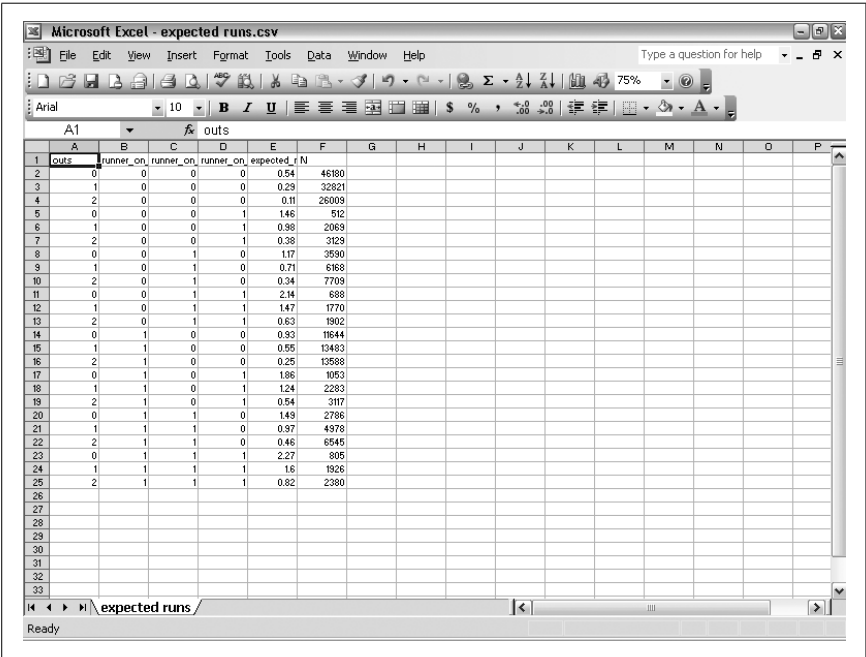 Microsoft Excel - expected runs.csv
File Edit View Insert Format Tools Data Window Help Type a question for help
75%
Arial 10 B I U $ % ,
A1 fx outs
A B C D E F G H I J K L M N O P
1 outs runner_on_ runner_on_ runner_on_ expected_r N
2 0 0 0 0 0.54 46180
3 1 0 0 0 0.29 32821
4 2 0 0 0 0.11 26009
5 0 0 0 1 1.46 512
6 1 0 0 1 0.98 2069
7 2 0 0 1 0.38 3129
8 0 0 1 0 1.17 3590
9 1 0 1 0 0.71 6168
10 2 0 1 0 0.34 7709
11 0 0 1 1 2.14 688
12 1 0 1 1 1.47 1770
13 2 0 1 1 0.63 1902
14 0 1 0 0 0.93 11644
15 1 1 0 0 0.55 13483
16 2 1 0 0 0.25 13588
17 0 1 0 1 1.86 1053
18 1 1 0 1 1.24 2283
19 2 1 0 1 0.54 3117
20 0 1 1 0 1.49 2786
21 1 1 1 0 0.97 4978
22 2 1 1 0 0.46 6545
23 0 1 1 1 2.27 805
24 1 1 1 1 1.6 1926
25 2 1 1 1 0.82 2380
26
27
28
29
30
31
32
33
expected runs
Ready